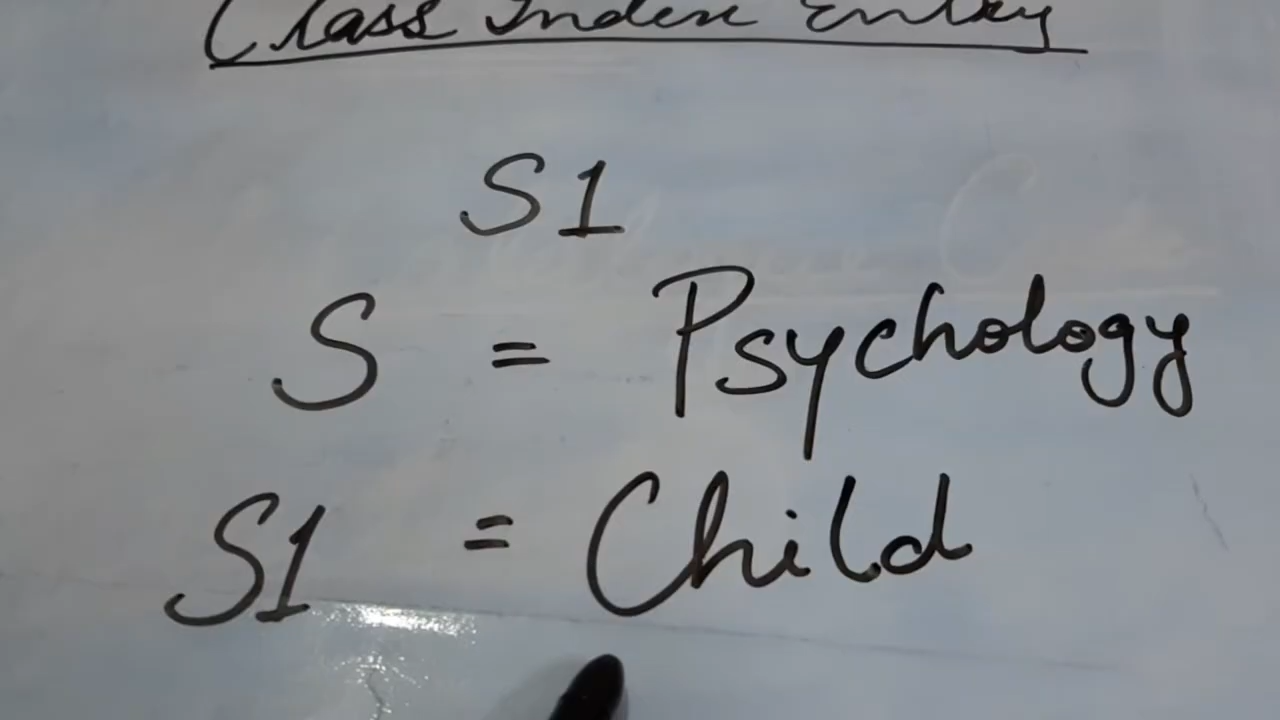 Class Index Entry
S1
S = Psychology
S1 = Child